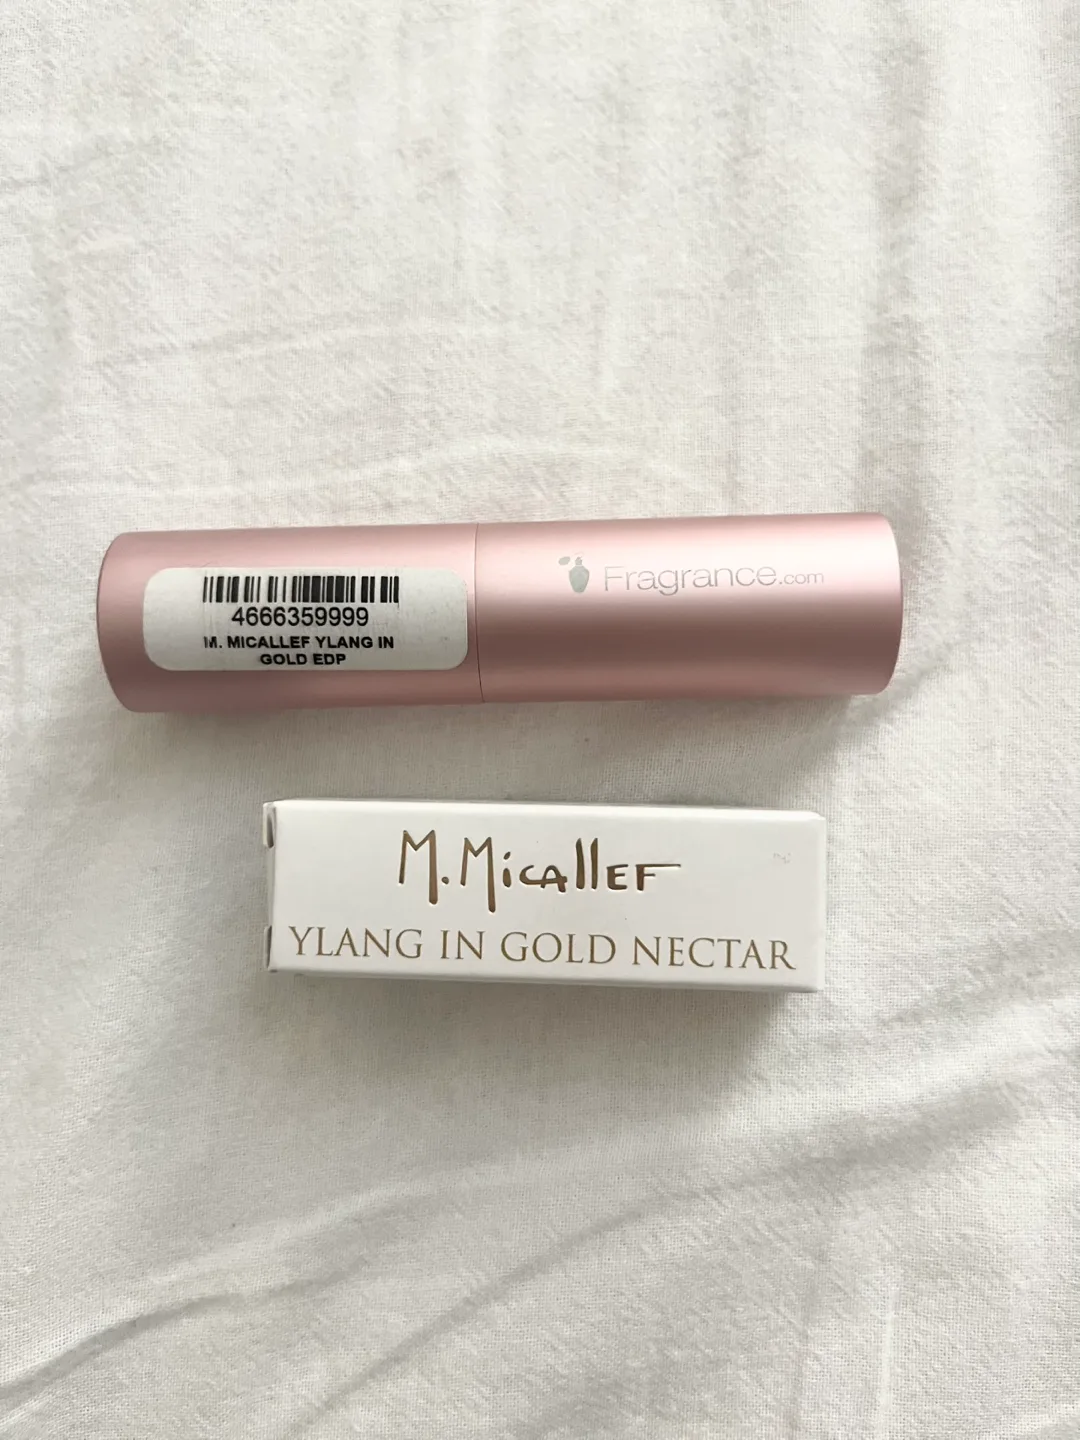 4666359999
M. MICALLEF YLANG IN
GOLD EDP
Fragrance.com
M.MicallEF
YLANG IN GOLD NECTAR